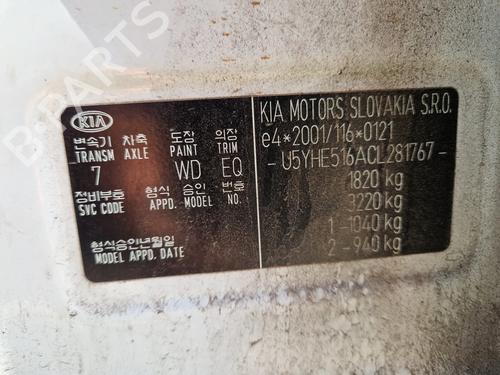 KIA
변속기 차축 도장 의장
TRANSM AXLE PAINT TRIM
7 WD EQ
정비부호 형식 승인 번호
SVC CODE APPD. MODEL NO.
형식승인년월일
MODEL APPD. DATE
KIA MOTORS SLOVAKIA S.R.O.
e4*2001/116*0121
- U5YHE516ACL281767-
1820 kg
3220 kg
1 -1040 kg
2 -940 kg